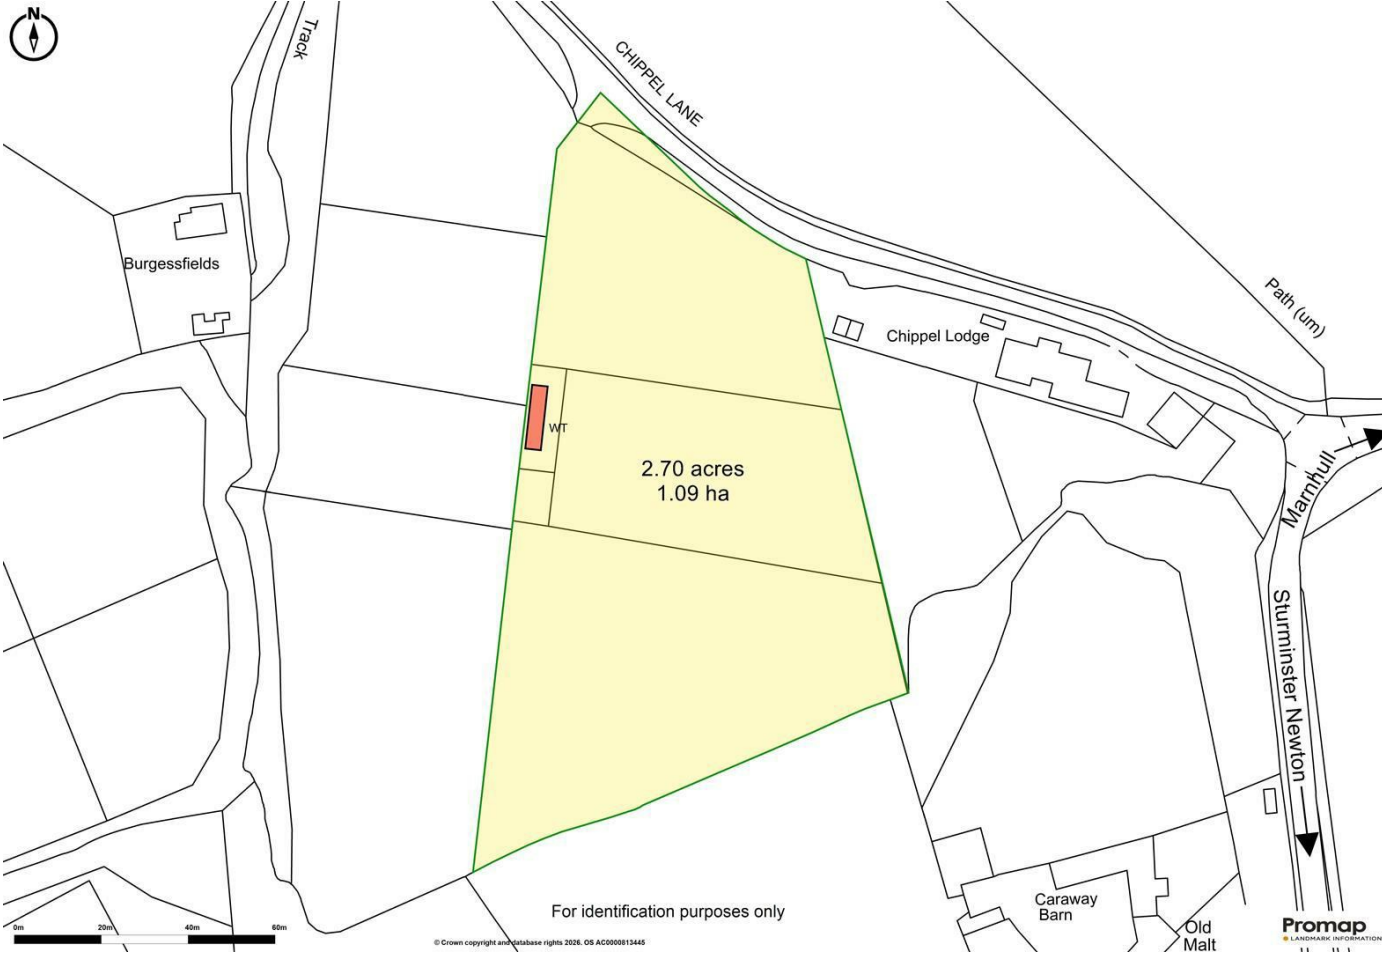 N
Track
CHIPPEL LANE
Burgessfields
Path (um)
Chippel Lodge
WT
2.70 acres
1.09 ha
Marnhull
Sturminster Newton
Caraway
Barn
Old
Malt
For identification purposes only
0m 20m 40m 60m
© Crown copyright and database rights 2026. OS AC0000813445
Promap
LANDMARK INFORMATION